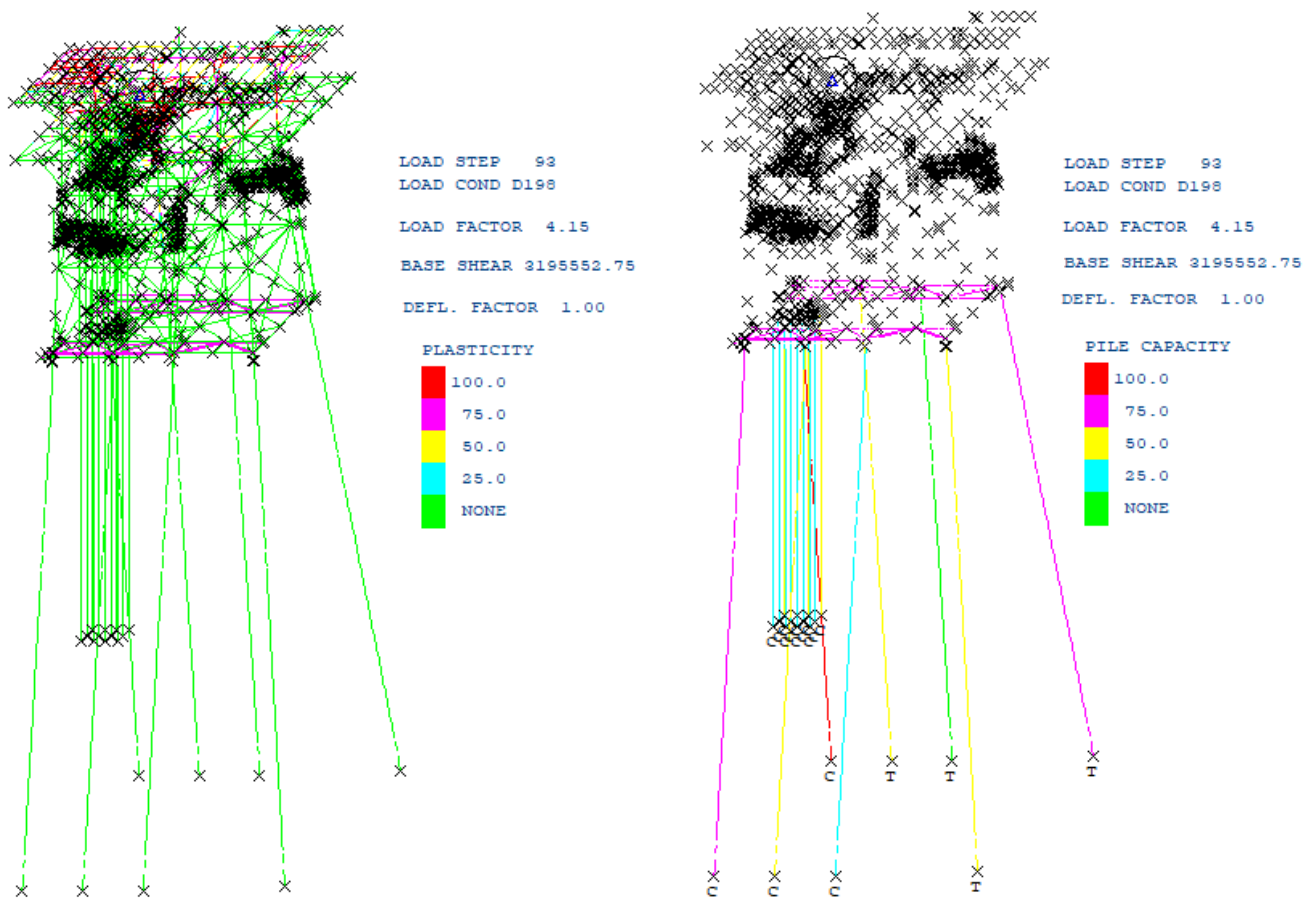 LOAD STEP 93
LOAD COND D198
LOAD FACTOR 4.15
BASE SHEAR 3195552.75
DEFL. FACTOR 1.00
PLASTICITY
100.0
75.0
50.0
25.0
NONE
LOAD STEP 93
LOAD COND D198
LOAD FACTOR 4.15
BASE SHEAR 3195552.75
DEFL. FACTOR 1.00
PILE CAPACITY
100.0
75.0
50.0
25.0
NONE
C T T T
C C C T